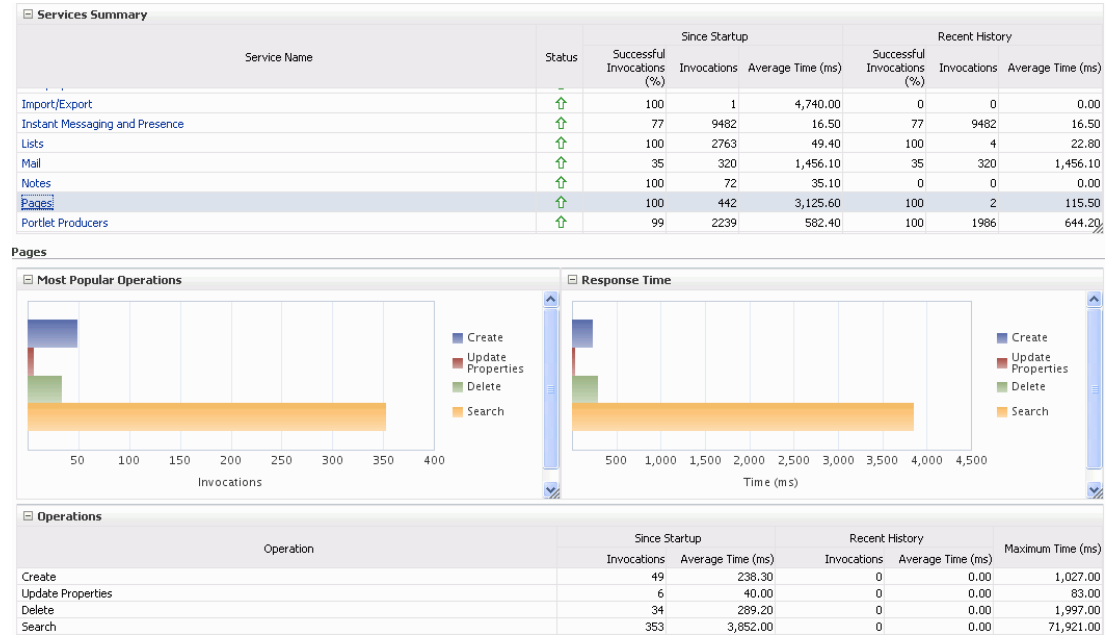 Services Summary
Service Name Status Since Startup Recent History
Successful Invocations (%) Invocations Average Time (ms) Successful Invocations (%) Invocations Average Time (ms)
Import/Export 100 1 4,740.00 0 0 0.00
Instant Messaging and Presence 77 9482 16.50 77 9482 16.50
Lists 100 2763 49.40 100 4 22.80
Mail 35 320 1,456.10 35 320 1,456.10
Notes 100 72 35.10 0 0 0.00
Pages 100 442 3,125.60 100 2 115.50
Portlet Producers 99 2239 582.40 100 1986 644.20
Pages
Most Popular Operations
Create
Update
Properties
Delete
Search
50 100 150 200 250 300 350 400
Invocations
Response Time
Create
Update
Properties
Delete
Search
500 1,000 1,500 2,000 2,500 3,000 3,500 4,000 4,500
Time (ms)
Operations
Operation Since Startup Recent History Maximum Time (ms)
Invocations Average Time (ms) Invocations Average Time (ms)
Create 49 238.30 0 0.00 1,027.00
Update Properties 6 40.00 0 0.00 83.00
Delete 34 289.20 0 0.00 1,997.00
Search 353 3,852.00 0 0.00 71,921.00